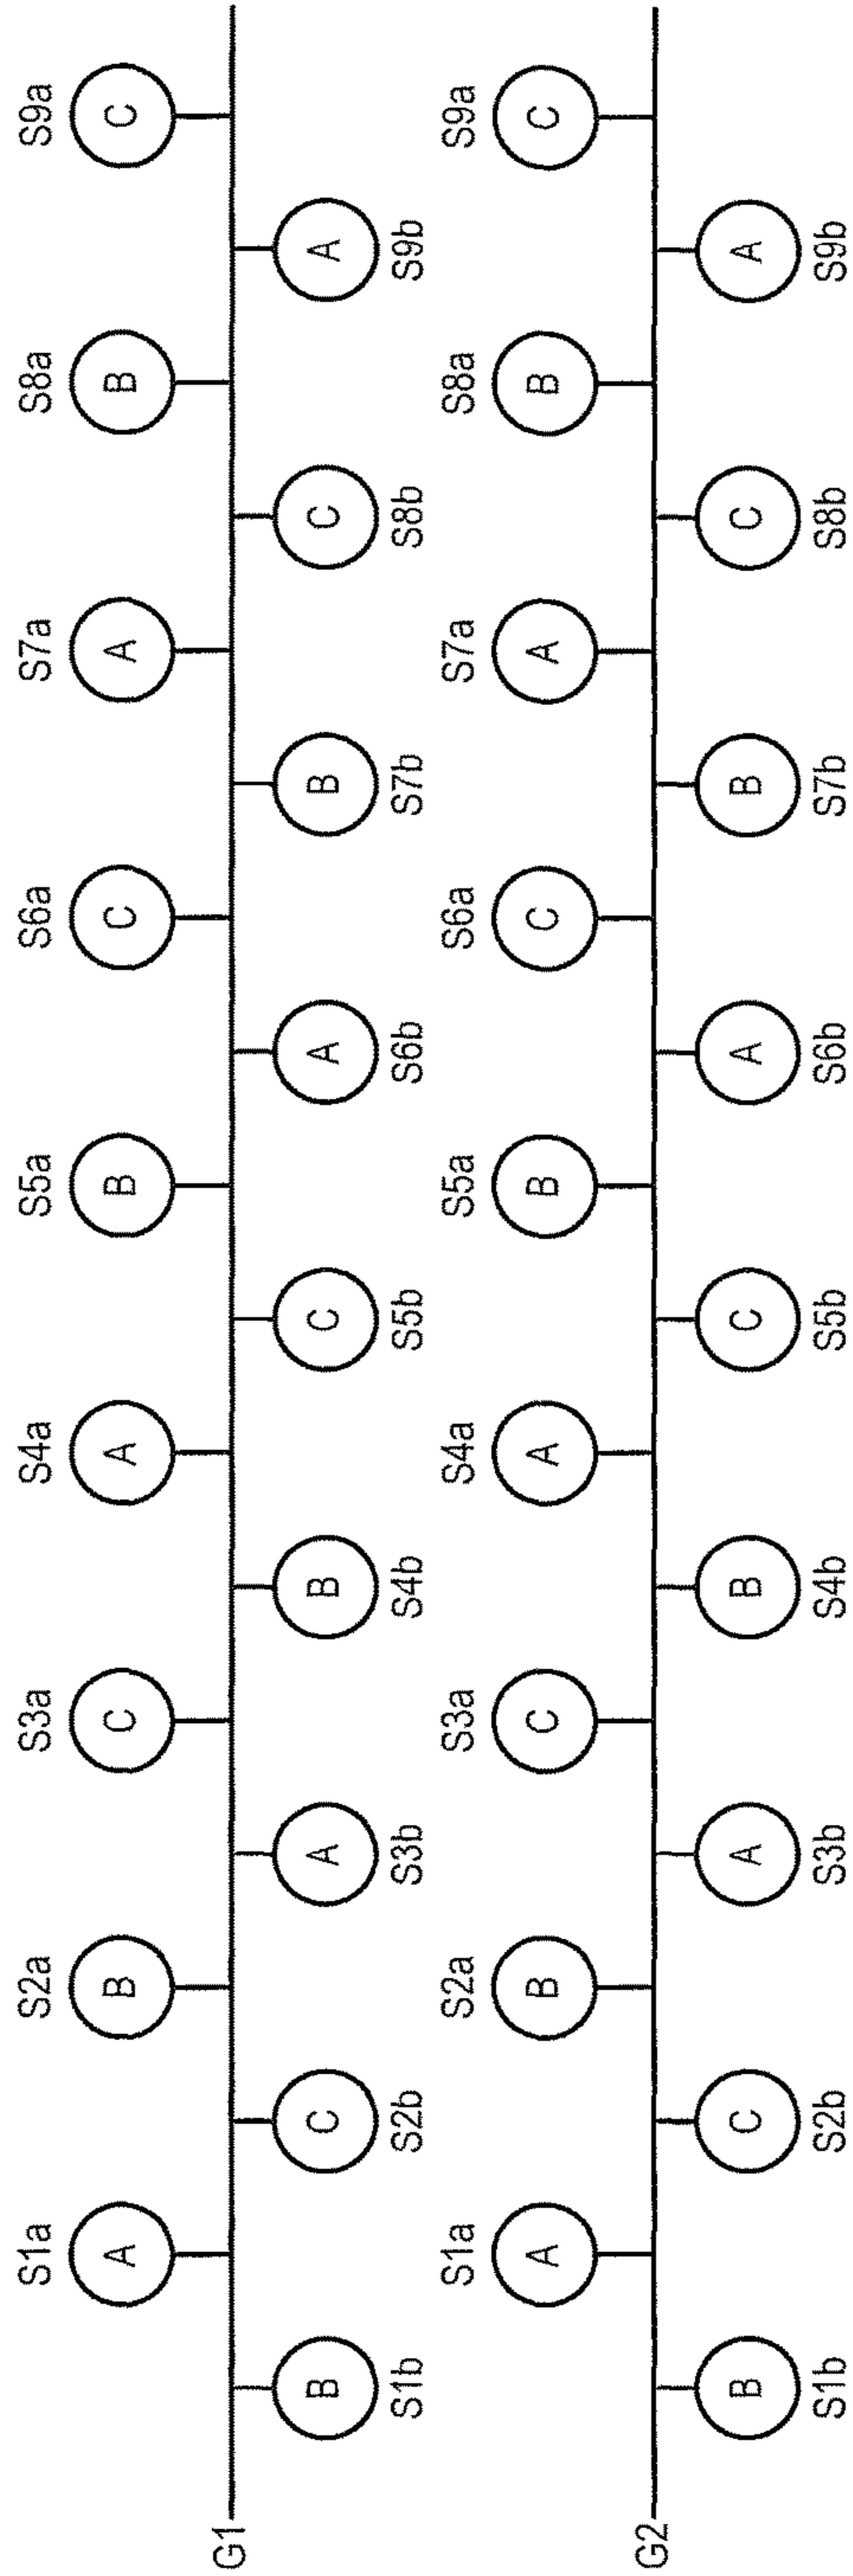 S1a S2a S3a S4a S5a S6a S7a S8a S9a
A B C A B C A B C
G1
B C A B C A B C A
S1b S2b S3b S4b S5b S6b S7b S8b S9b
S1a S2a S3a S4a S5a S6a S7a S8a S9a
A B C A B C A B C
G2
B C A B C A B C A
S1b S2b S3b S4b S5b S6b S7b S8b S9b